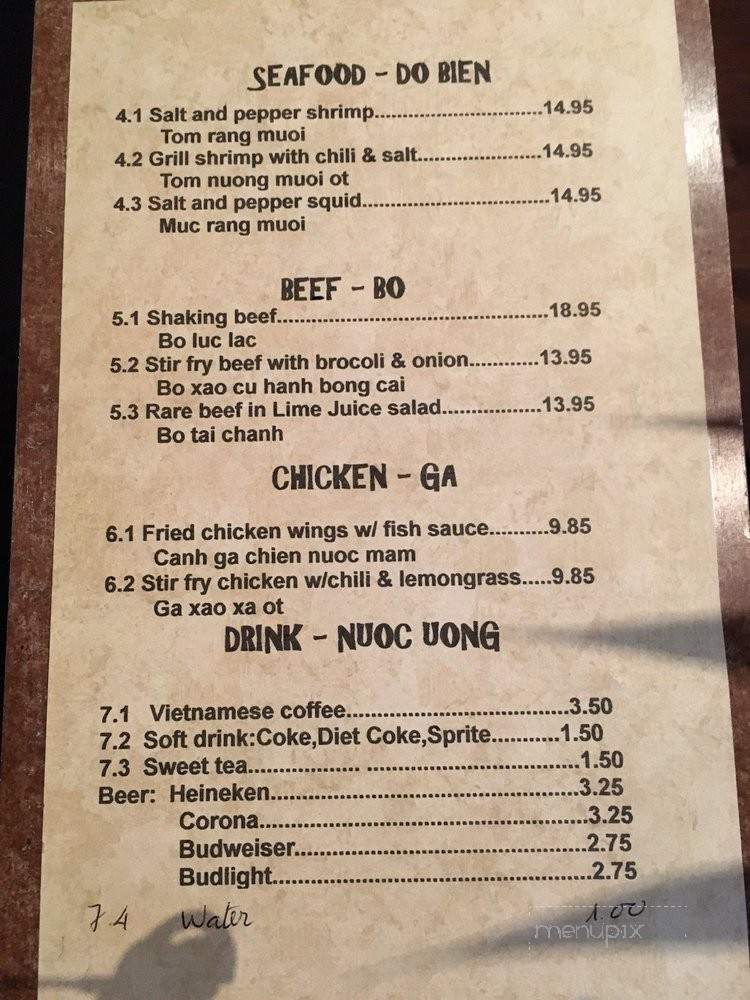 SEAFOOD - DO BIEN
4.1 Salt and pepper shrimp..............................14.95
Tom rang muoi
4.2 Grill shrimp with chili & salt......................14.95
Tom nuong muoi ot
4.3 Salt and pepper squid.................................14.95
Muc rang muoi
BEEF - BO
5.1 Shaking beef................................................18.95
Bo luc lac
5.2 Stir fry beef with brocoli & onion............13.95
Bo xao cu hanh bong cai
5.3 Rare beef in Lime Juice salad..................13.95
Bo tai chanh
CHICKEN - GA
6.1 Fried chicken wings w/ fish sauce..........9.85
Canh ga chien nuoc mam
6.2 Stir fry chicken w/chili & lemongrass.....9.85
Ga xao xa ot
DRINK - NUOC UONG
7.1 Vietnamese coffee.......................................3.50
7.2 Soft drink:Coke,Diet Coke,Sprite............1.50
7.3 Sweet tea.................... .....................................1.50
Beer: Heineken......................................................3.25
Corona.........................................................3.25
Budweiser...................................................2.75
Budlight.......................................................2.75
7.4 Water 1.00
menupix